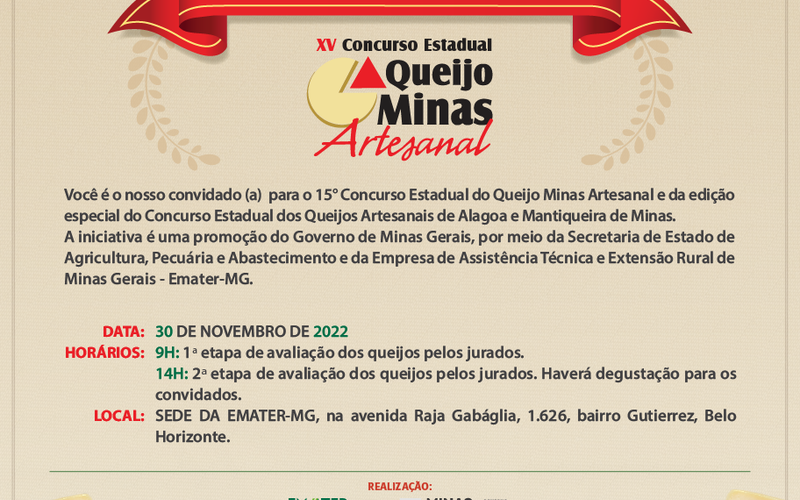 XV Concurso Estadual
Queijo
Minas
Artesanal
Você é o nosso convidado (a) para o 15° Concurso Estadual do Queijo Minas Artesanal e da edição
especial do Concurso Estadual dos Queijos Artesanais de Alagoa e Mantiqueira de Minas.
A iniciativa é uma promoção do Governo de Minas Gerais, por meio da Secretaria de Estado de
Agricultura, Pecuária e Abastecimento e da Empresa de Assistência Técnica e Extensão Rural de
Minas Gerais - Emater-MG.
DATA: 30 DE NOVEMBRO DE 2022
HORÁRIOS: 9H: 1ª etapa de avaliação dos queijos pelos jurados.
14H: 2ª etapa de avaliação dos queijos pelos jurados. Haverá degustação para os
convidados.
LOCAL: SEDE DA EMATER-MG, na avenida Raja Gabáglia, 1.626, bairro Gutierrez, Belo
Horizonte.
REALIZAÇÃO: